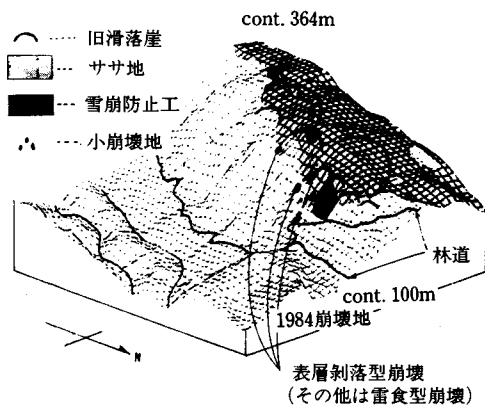 cont. 364m
旧滑落崖
ササ地
雪崩防止工
小崩壊地
林道
cont. 100m
1984崩壊地
N
表層剥落型崩壊
(その他は雪食型崩壊)